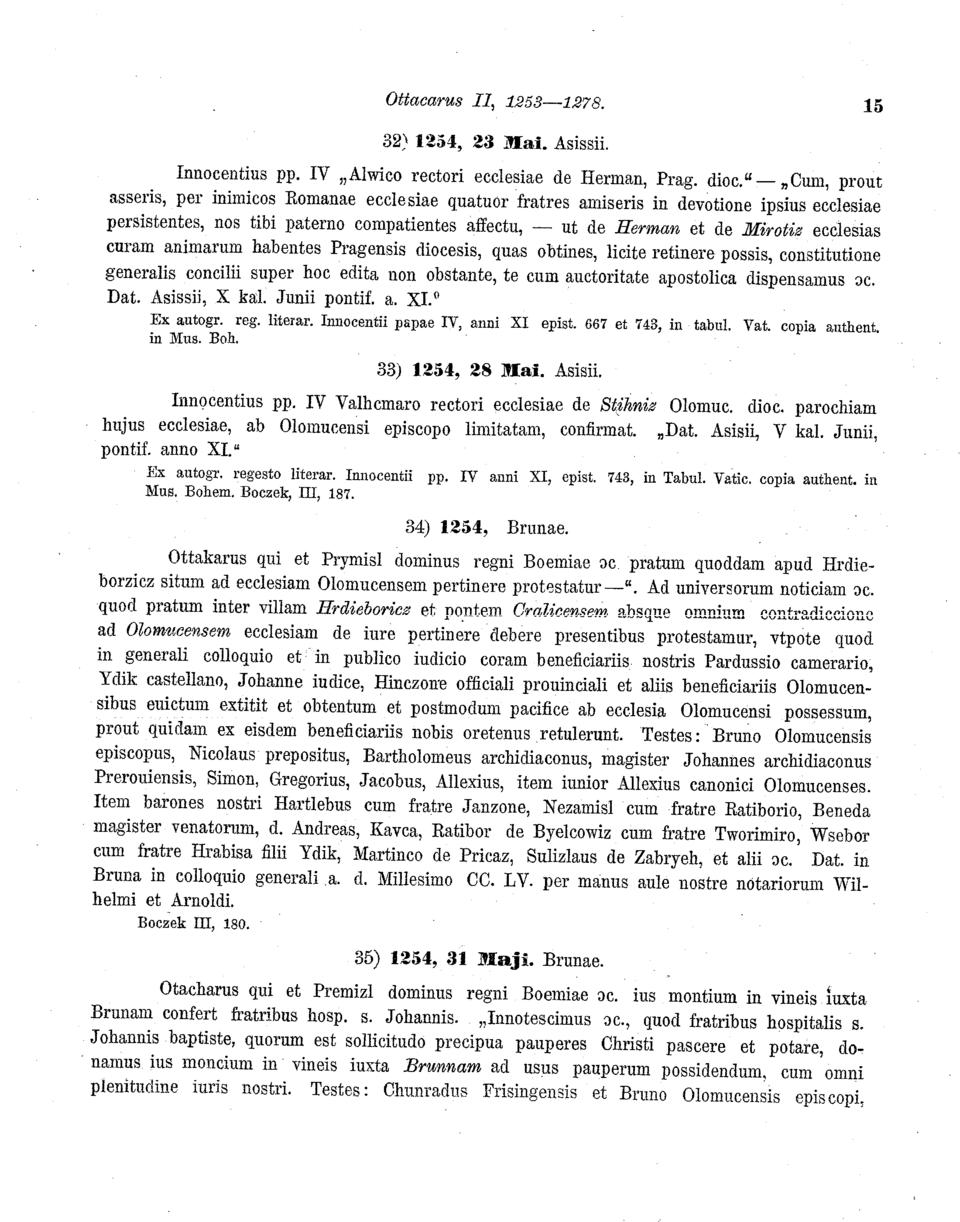 Ottacarus II, 1253—1278.
15
32) 1254, 23 Mai. Asissii.
Innocentius pp. IV „Alwico rectori ecclesiae de Herman, Prag. dioc.“ — „Cum, prout
asseris, per inimicos Romanae ecclesiae quatuor fratres amiseris in devotione ipsius ecclesiae
persistentes, nos tibi paterno compatientes affectu, — ut de Herman et de Mirotiz ecclesias
curam animarum habentes Pragensis diocesis, quas obtines, licite retinere possis, constitutione
generalis concilii super hoc edita non obstante, te cum auctoritate apostolica dispensamus ɔc.
Dat. Asissii, X kal. Junii pontif. a. XI.⁰
Ex autogr. reg. literar. Innocentii papae IV, anni XI epist. 667 et 743, in tabul. Vat. copia authent.
in Mus. Boh.
33) 1254, 28 Mai. Asisii.
Innocentius pp. IV Valhcmaro rectori ecclesiae de Stihniz Olomuc. dioc. parochiam
hujus ecclesiae, ab Olomucensi episcopo limitatam, confirmat. „Dat. Asisii, V kal. Junii,
pontif. anno XI.“
Ex autogr. regesto literar. Innocentii pp. IV anni XI, epist. 743, in Tabul. Vatic. copia authent. in
Mus. Bohem. Boczek, III, 187.
34) 1254, Brunae.
Ottakarus qui et Prymisl dominus regni Boemiae ɔc. pratum quoddam apud Hrdie-
borzicz situm ad ecclesiam Olomucensem pertinere protestatur —“. Ad universorum noticiam ɔc.
quod pratum inter villam Hrdieboricz et pontem Cralicensem absque omnium contradiccione
ad Olomucensem ecclesiam de iure pertinere debere presentibus protestamur, vtpote quod
in generali colloquio et in publico iudicio coram beneficiariis nostris Pardussio camerario,
Ydik castellano, Johanne iudice, Hinczone officiali prouinciali et aliis beneficiariis Olomucen-
sibus euictum extitit et obtentum et postmodum pacifice ab ecclesia Olomucensi possessum,
prout quidam ex eisdem beneficiariis nobis oretenus retulerunt. Testes: Bruno Olomucensis
episcopus, Nicolaus prepositus, Bartholomeus archidiaconus, magister Johannes archidiaconus
Prerouiensis, Simon, Gregorius, Jacobus, Allexius, item iunior Allexius canonici Olomucenses.
Item barones nostri Hartlebus cum fratre Janzone, Nezamisl cum fratre Ratiborio, Beneda
magister venatorum, d. Andreas, Kavca, Ratibor de Byelcowiz cum fratre Tworimiro, Wsebor
cum fratre Hrabisa filii Ydik, Martinco de Pricaz, Sulizlaus de Zabryeh, et alii ɔc. Dat. in
Bruna in colloquio generali a. d. Millesimo CC. LV. per manus aule nostre notariorum Wil-
helmi et Arnoldi.
Boczek III, 180.
35) 1254, 31 Maji. Brunae.
Otacharus qui et Premizl dominus regni Boemiae ɔc. ius montium in vineis iuxta
Brunam confert fratribus hosp. s. Johannis. „Innotescimus ɔc., quod fratribus hospitalis s.
Johannis baptiste, quorum est sollicitudo precipua pauperes Christi pascere et potare, do-
namus ius moncium in vineis iuxta Brunnam ad usus pauperum possidendum, cum omni
plenitudine iuris nostri. Testes: Chunradus Frisingensis et Bruno Olomucensis episcopi,